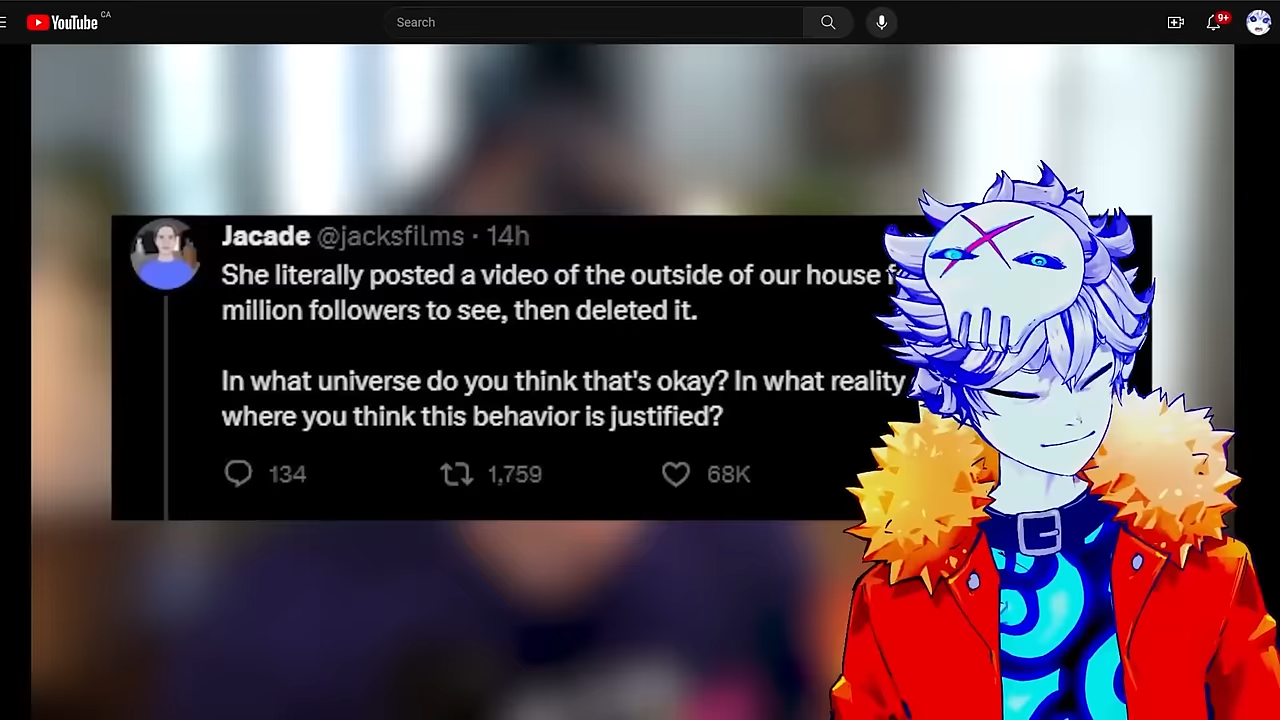 YouTube CA
Search
9+
Jacade @jacksfilms · 14h
She literally posted a video of the outside of our house
million followers to see, then deleted it.
In what universe do you think that's okay? In what reality
where you think this behavior is justified?
134 1,759 68K